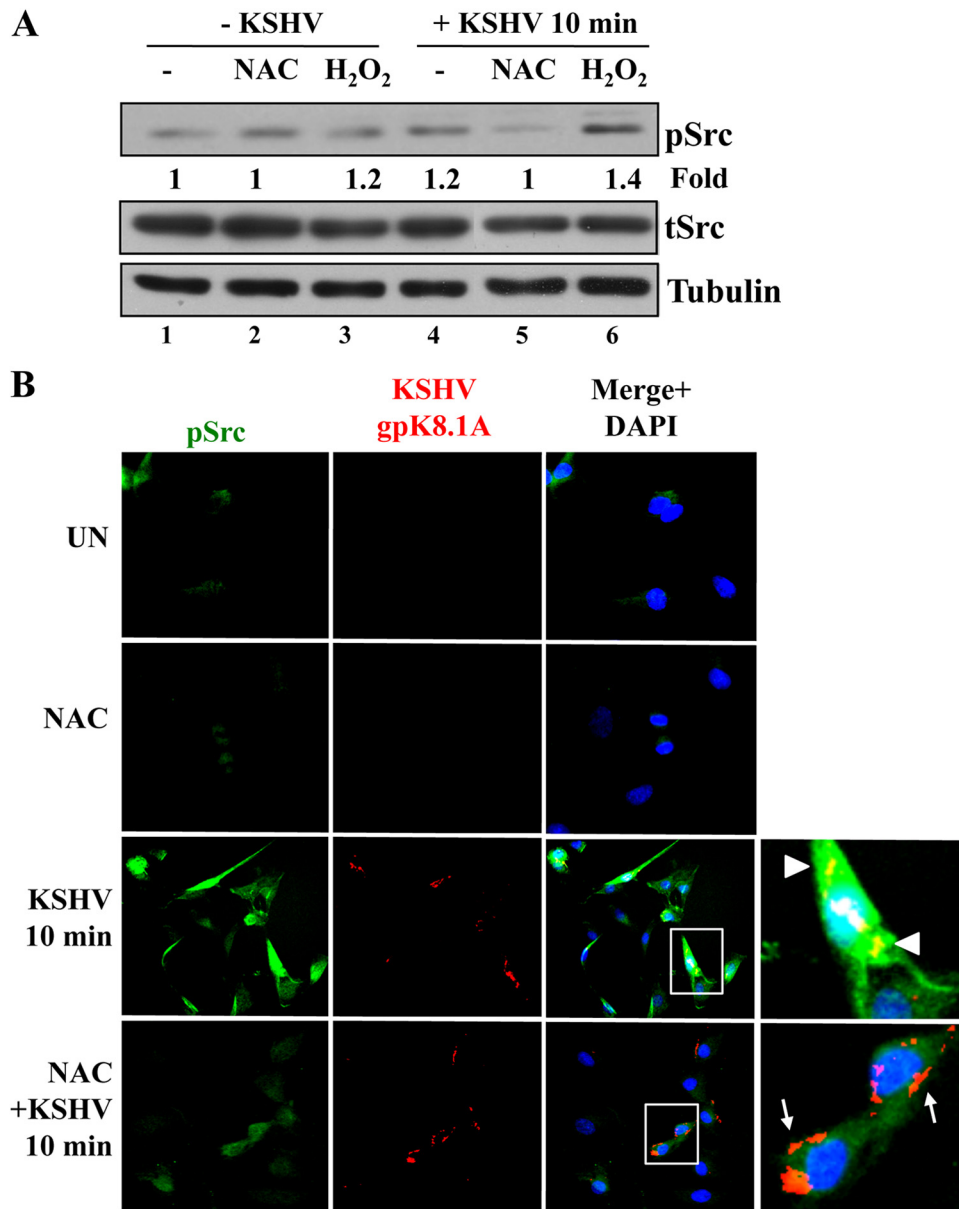 A
- KSHV + KSHV 10 min
- NAC H₂O₂ - NAC H₂O₂
pSrc
1 1 1.2 1.2 1 1.4 Fold
tSrc
Tubulin
1 2 3 4 5 6
B
pSrc
KSHV
gpK8.1A
Merge+
DAPI
UN
NAC
KSHV
10 min
NAC
+KSHV
10 min